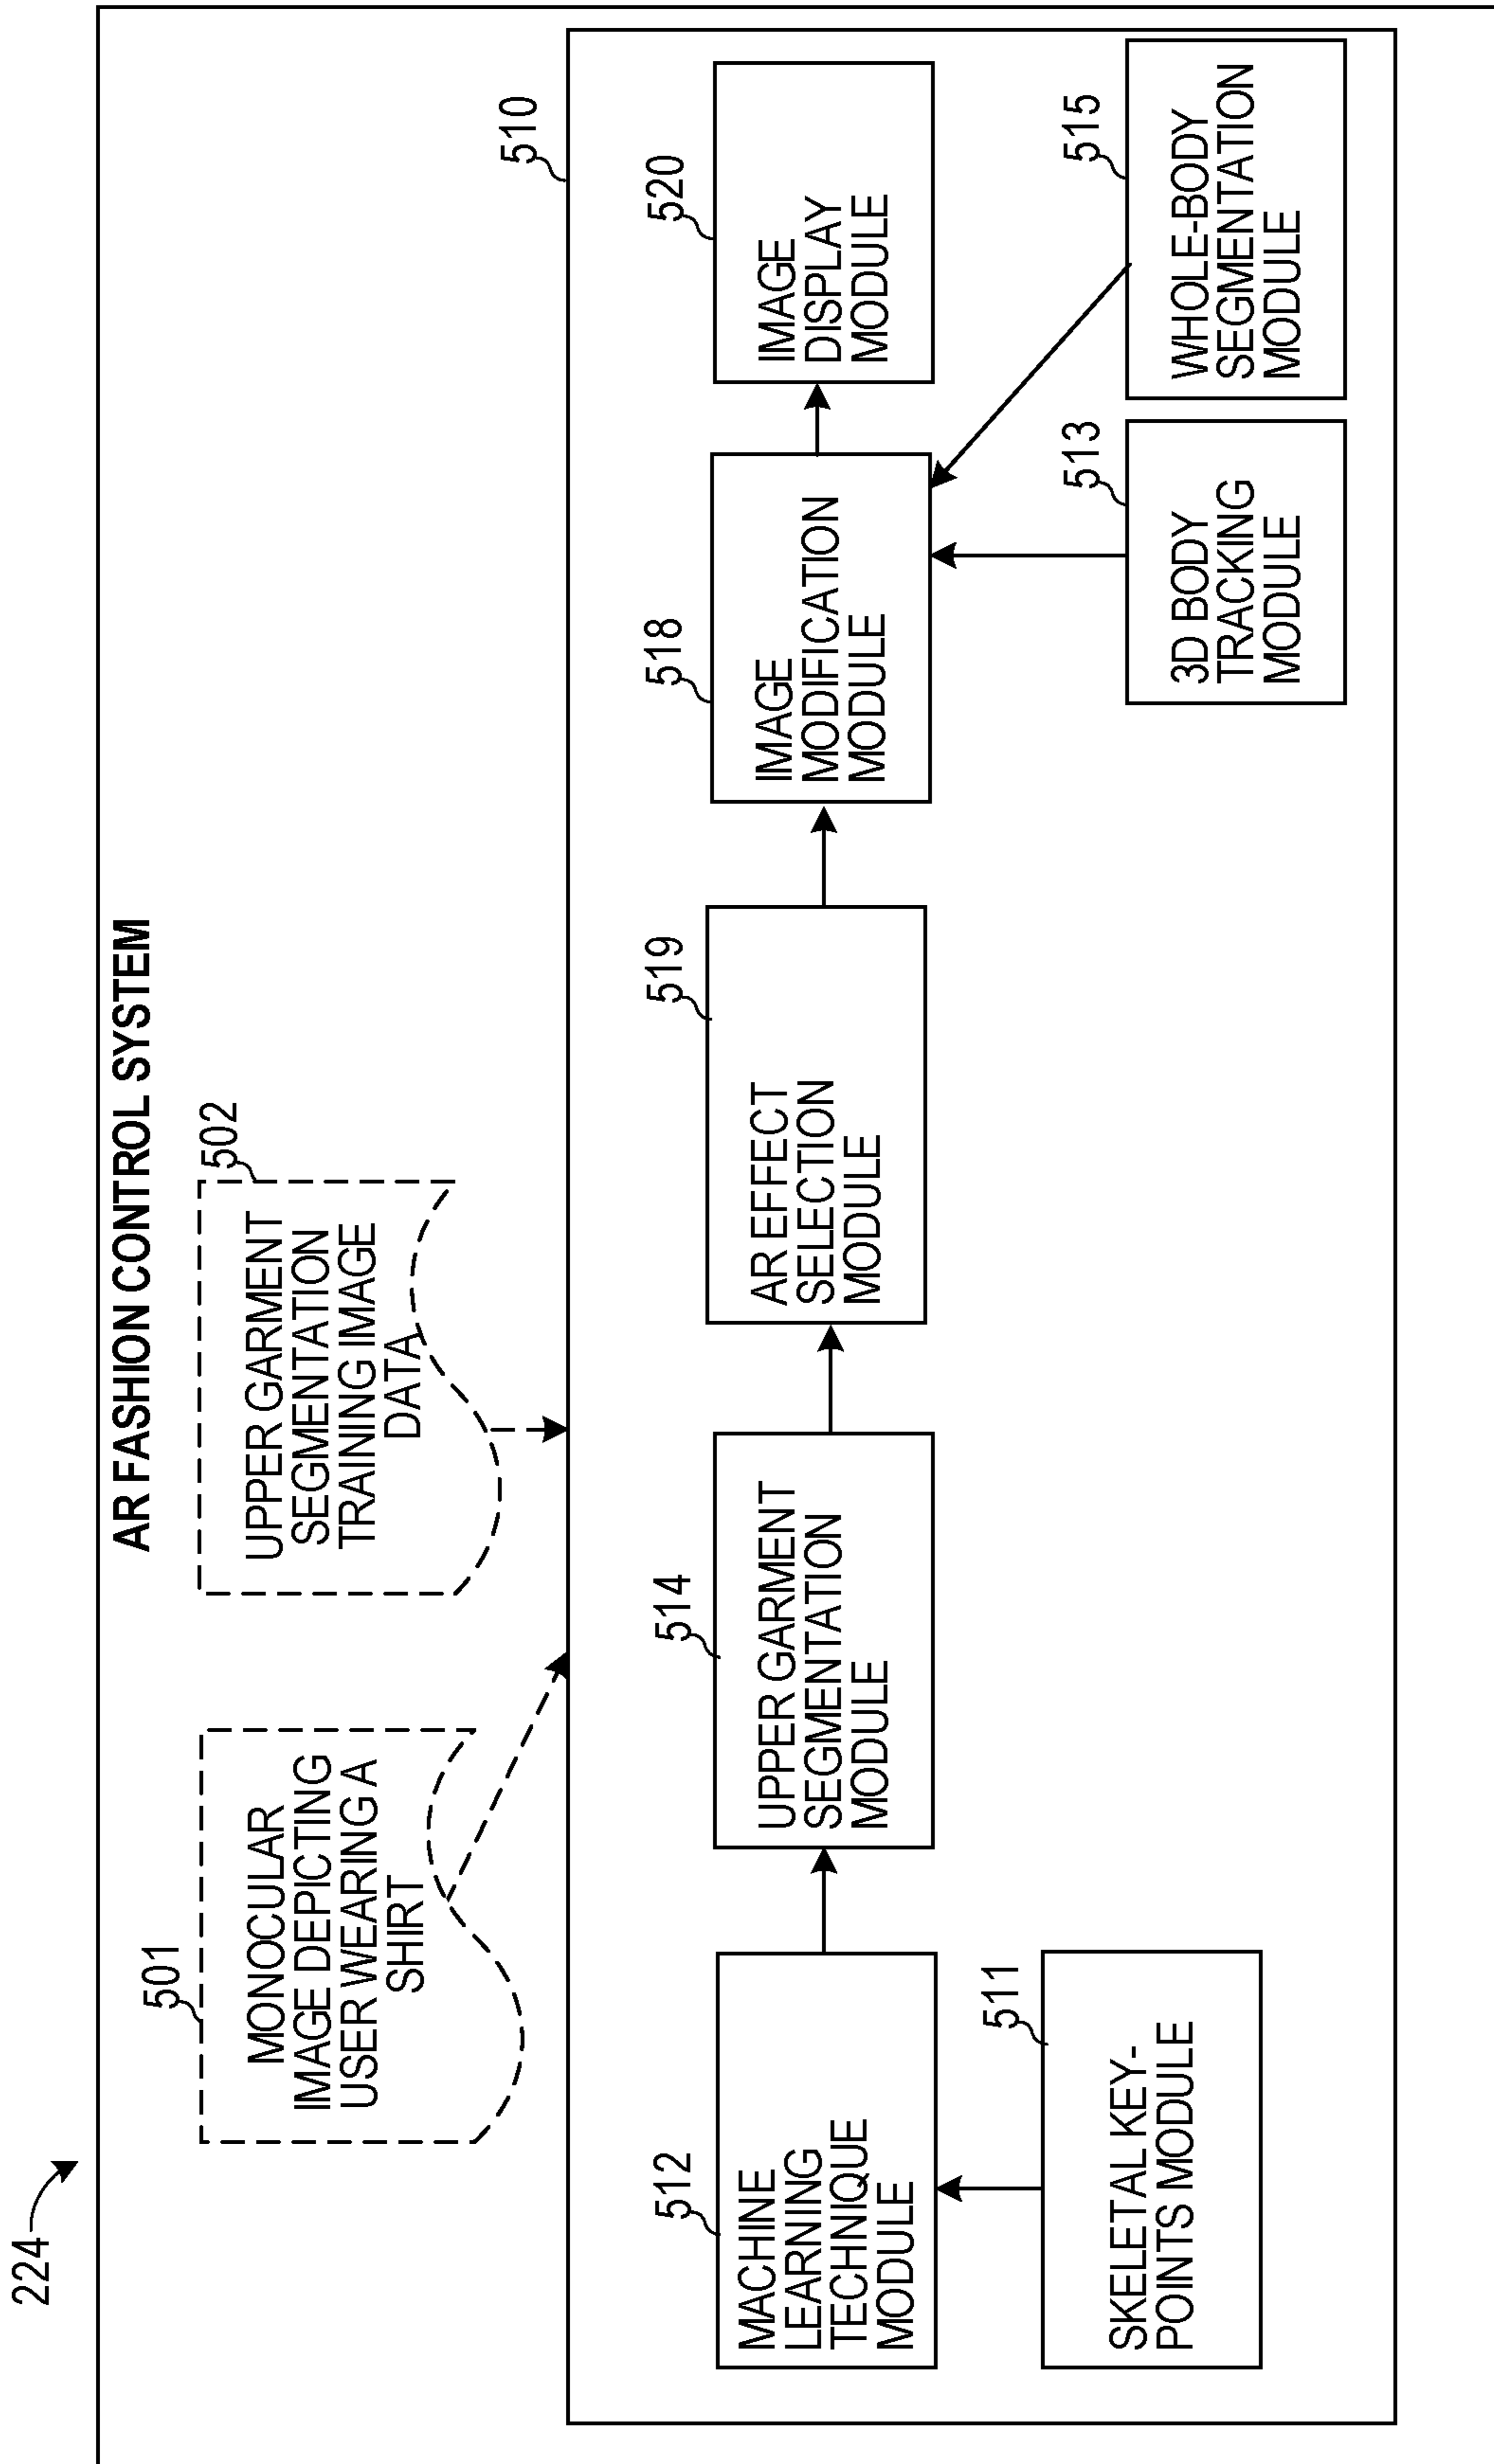 224
AR FASHION CONTROL SYSTEM
501
MONOCULAR
IMAGE DEPICTING
USER WEARING A
SHIRT
502
UPPER GARMENT
SEGMENTATION
TRAINING IMAGE
DATA
510
512
MACHINE
LEARNING
TECHNIQUE
MODULE
514
UPPER GARMENT
SEGMENTATION
MODULE
519
AR EFFECT
SELECTION
MODULE
518
IMAGE
MODIFICATION
MODULE
520
IMAGE
DISPLAY
MODULE
511
SKELETAL KEY-
POINTS MODULE
513
3D BODY
TRACKING
MODULE
515
WHOLE-BODY
SEGMENTATION
MODULE